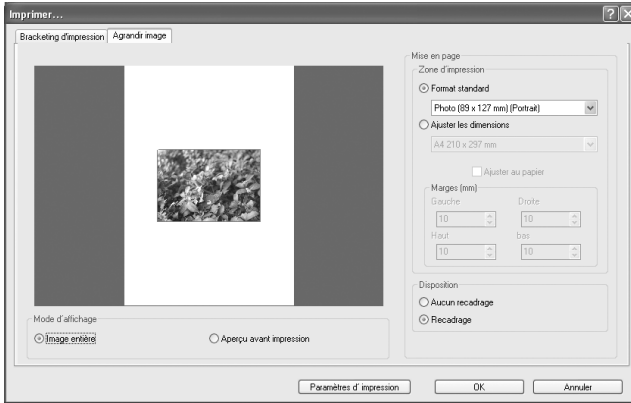 Imprimer...
Bracketing d'impression
Agrandir image
Mode d'affichage
Image entière
Aperçu avant impression
Mise en page
Zone d'impression
Format standard
Photo (89 x 127 mm) (Portrait)
Ajuster les dimensions
A4 210 x 297 mm
Ajuster au papier
Marges (mm)
Gauche Droite
10 10
Haut bas
10 10
Disposition
Aucun recadrage
Recadrage
Paramètres d' impression OK Annuler